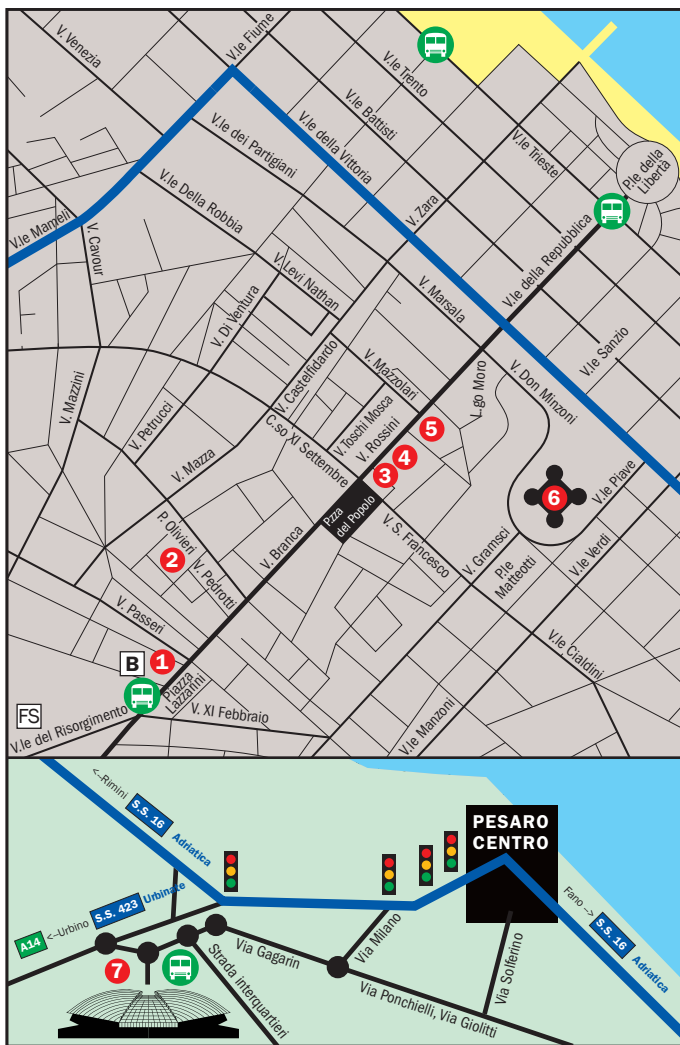 V. Venezia
V.le Fiume
V.le Trento
V.le Battisti
V.le dei Partigiani
V.le della Vittoria
V.le Trieste
P.le della
Libertà
V.le Della Robbia
V. Zara
V.le Mameli
V. Cavour
V.le della Repubblica
V. Levi Nathan
V. Marsala
V. Di Ventura
V.le Sanzio
V. Castelfidardo
V. Mazzolari
L.go Moro
V. Don Minzoni
V. Mazzini
V. Petrucci
V. Toschi Mosca
V. Rossini
C.so XI Settembre
V. Mazza
5
4
3
6
V.le Piave
P.zza
del Popolo
P. Olivieri
2
V. Pedrotti
V. Branca
V. S. Francesco
V. Gramsci
P.le
Matteotti
V.le Verdi
V. Passeri
B
1
Piazza
Lazzarini
V.le Cialdini
FS
V.le del Risorgimento
V. XI Febbraio
V.le Manzoni
<--Rimini
S.S. 16
Adriatica
PESARO
CENTRO
A14
<--Urbino
S.S. 423
Urbinate
Fano -->
S.S. 16
Adriatica
7
Strada interquartieri
Via Gagarin
Via Milano
Via Solferino
Via Ponchielli, Via Giolitti